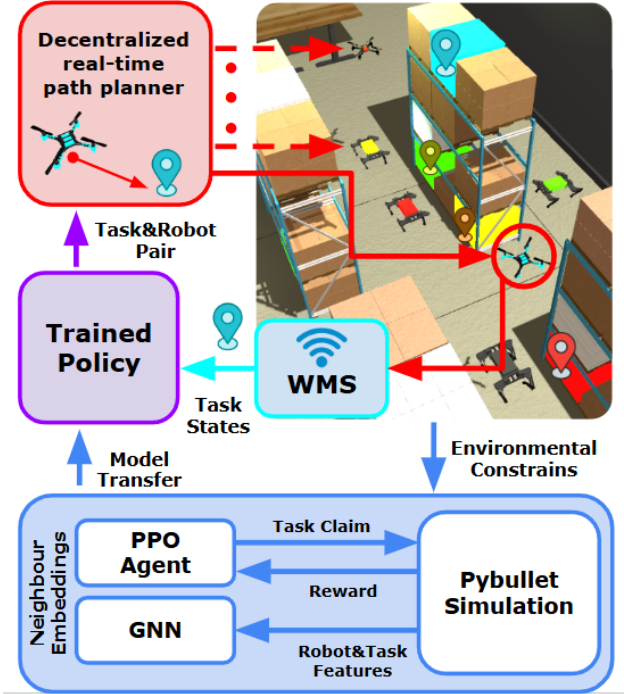 Decentralized
real-time
path planner
Task&Robot
Pair
Trained
Policy
WMS
Task
States
Model
Transfer
Environmental
Constrains
Neighbour
Embeddings
PPO
Agent
GNN
Task Claim
Reward
Robot&Task
Features
Pybullet
Simulation